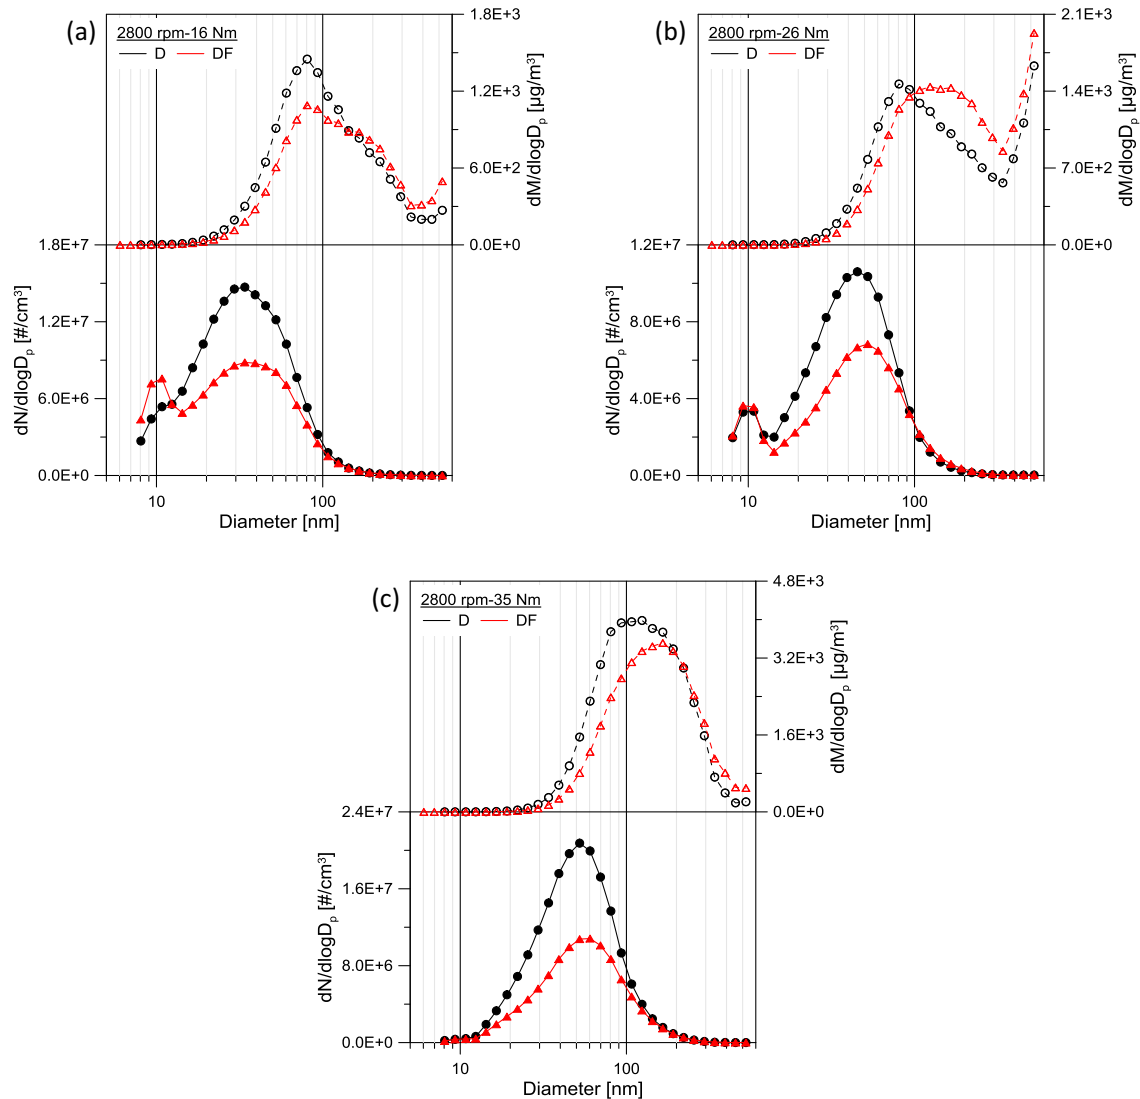 (a)
2800 rpm-16 Nm
D DF
1.8E+3
1.2E+3
6.0E+2
0.0E+0
dM/dlogDp [µg/m³]
1.8E+7
1.2E+7
6.0E+6
0.0E+0
dN/dlogDp [#/cm³]
10 100
Diameter [nm]
(b)
2800 rpm-26 Nm
D DF
2.1E+3
1.4E+3
7.0E+2
0.0E+0
dM/dlogDp [µg/m³]
1.2E+7
8.0E+6
4.0E+6
0.0E+0
dN/dlogDp [#/cm³]
10 100
Diameter [nm]
(c)
2800 rpm-35 Nm
D DF
4.8E+3
3.2E+3
1.6E+3
0.0E+0
dM/dlogDp [µg/m³]
2.4E+7
1.6E+7
8.0E+6
0.0E+0
dN/dlogDp [#/cm³]
10 100
Diameter [nm]